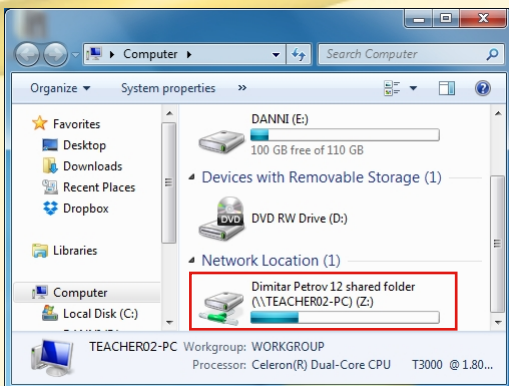 Computer
Search Computer
Organize
System properties
»
Favorites
Desktop
Downloads
Recent Places
Dropbox
Libraries
Computer
Local Disk (C:)
DANNI (E:)
100 GB free of 110 GB
Devices with Removable Storage (1)
DVD
DVD RW Drive (D:)
Network Location (1)
Dimitar Petrov 12 shared folder
(\\TEACHER02-PC) (Z:)
TEACHER02-PC Workgroup: WORKGROUP
Processor: Celeron(R) Dual-Core CPU T3000 @ 1.80...